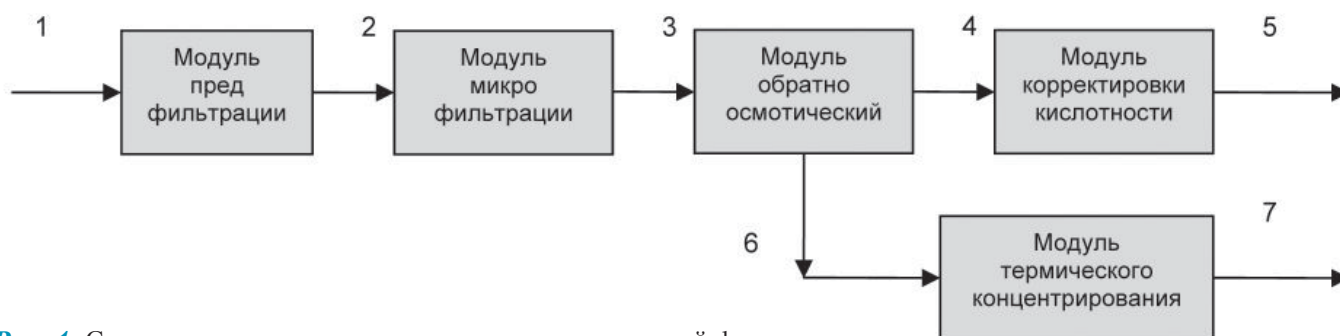 1
2
3
4
5
Модуль
пред
фильтрации
Модуль
микро
фильтрации
Модуль
обратно
осмотический
Модуль
корректировки
кислотности
6
7
Модуль
термического
концентрирования